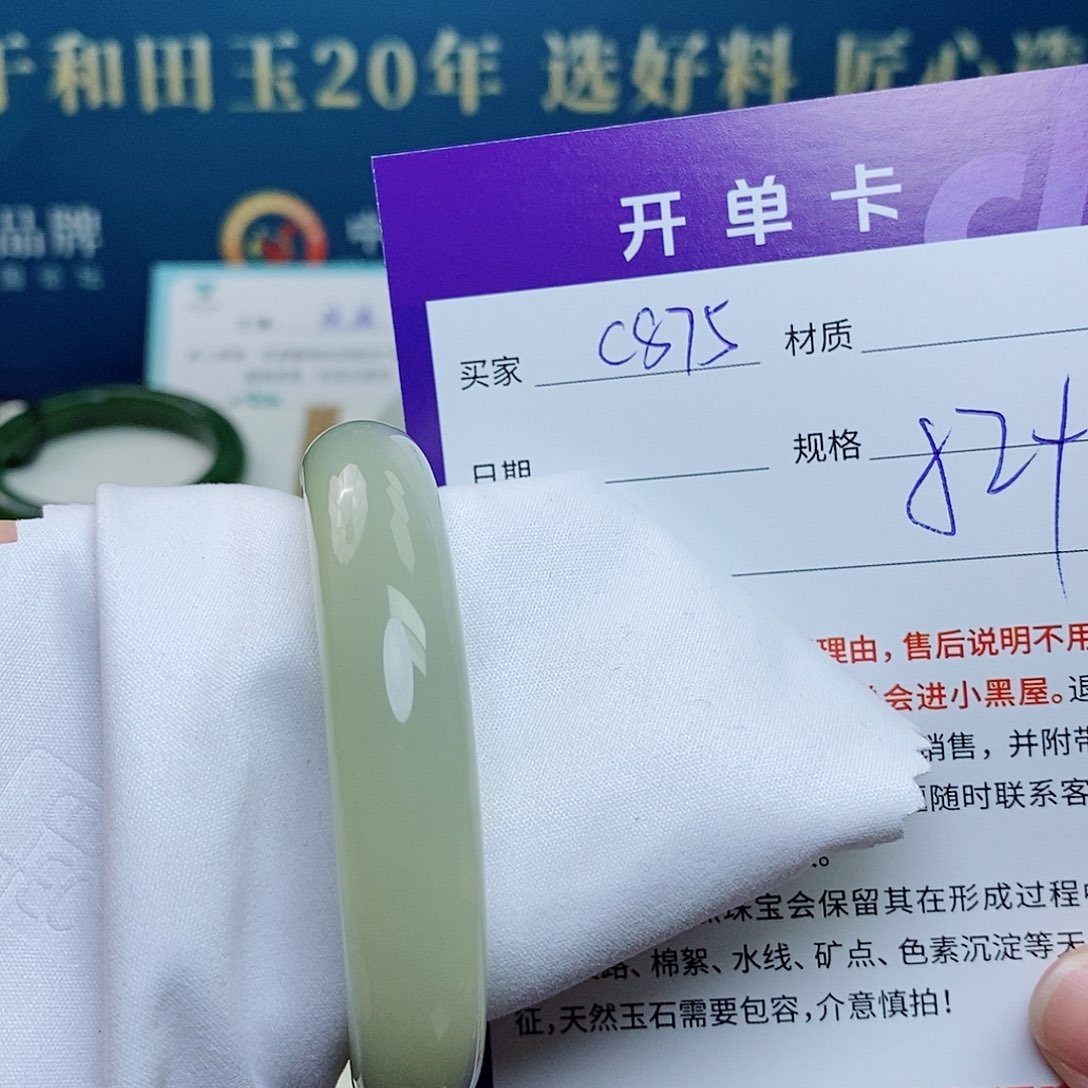 于和田玉20年 选好料 匠心造
品牌
中
开单卡
买家 C875 材质
日期 规格 824
理由，售后说明不用
会进小黑屋。退
销售，并附带
随时联系客
珠宝会保留其在形成过程中
、棉絮、水线、矿点、色素沉淀等天
征，天然玉石需要包容，介意慎拍！